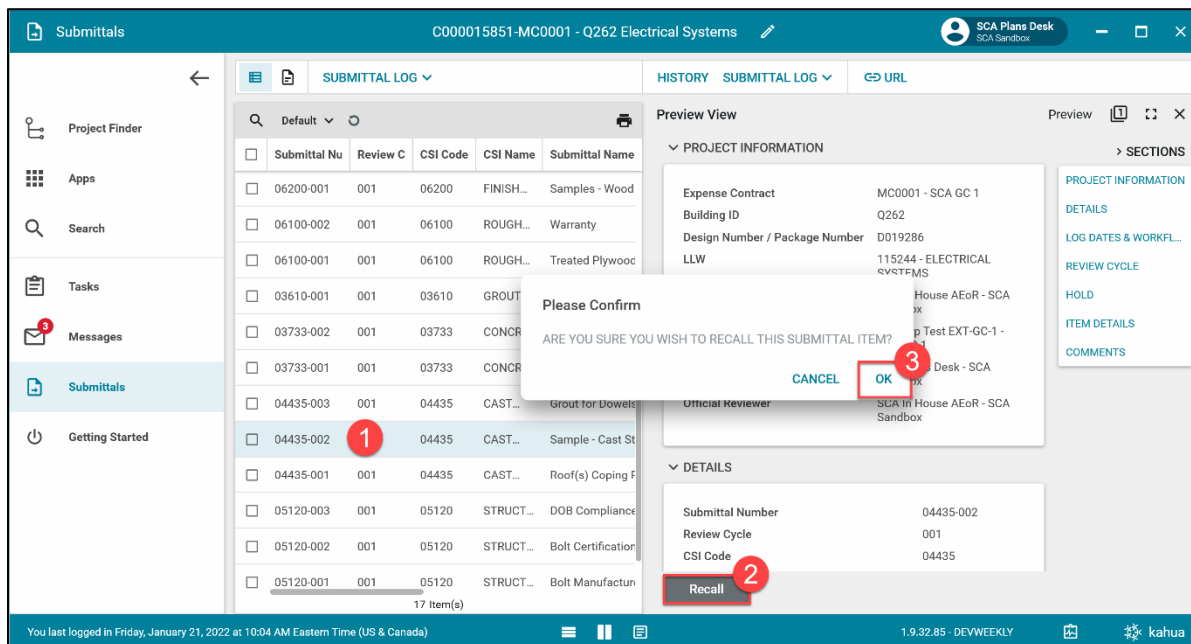 Submittals
C000015851-MC0001 - Q262 Electrical Systems
SCA Plans Desk
SCA Sandbox
SUBMITTAL LOG
HISTORY SUBMITTAL LOG URL
Project Finder
Apps
Search
Tasks
3
Messages
Submittals
Getting Started
Default
Submittal Nu Review C CSI Code CSI Name Submittal Name
06200-001 001 06200 FINISH... Samples - Wood
06100-002 001 06100 ROUGH... Warranty
06100-001 001 06100 ROUGH... Treated Plywood
03610-001 001 03610 GROUT
03733-002 001 03733 CONCR
03733-001 001 03733 CONCR
04435-003 001 04435 CAST... Grout for Dowels
04435-002 1 001 04435 CAST... Sample - Cast St
04435-001 001 04435 CAST... Roof(s) Coping F
05120-003 001 05120 STRUCT... DOB Compliance
05120-002 001 05120 STRUCT... Bolt Certification
05120-001 001 05120 STRUCT... Bolt Manufactur
17 Item(s)
Preview View
Preview 1
PROJECT INFORMATION
Expense Contract MC0001 - SCA GC 1
Building ID Q262
Design Number / Package Number D019286
LLW 115244 - ELECTRICAL
SYSTEMS
House AEoR - SCA
p Test EXT-GC-1 -
Desk - SCA
Official Reviewer SCA In House AEoR - SCA
Sandbox
Please Confirm
ARE YOU SURE YOU WISH TO RECALL THIS SUBMITTAL ITEM?
CANCEL OK 3
DETAILS
Submittal Number 04435-002
Review Cycle 001
CSI Code 04435
Recall 2
SECTIONS
PROJECT INFORMATION
DETAILS
LOG DATES & WORKFL...
REVIEW CYCLE
HOLD
ITEM DETAILS
COMMENTS
You last logged in Friday, January 21, 2022 at 10:04 AM Eastern Time (US & Canada)
1.9.32.85 - DEVWEEKLY
kahua